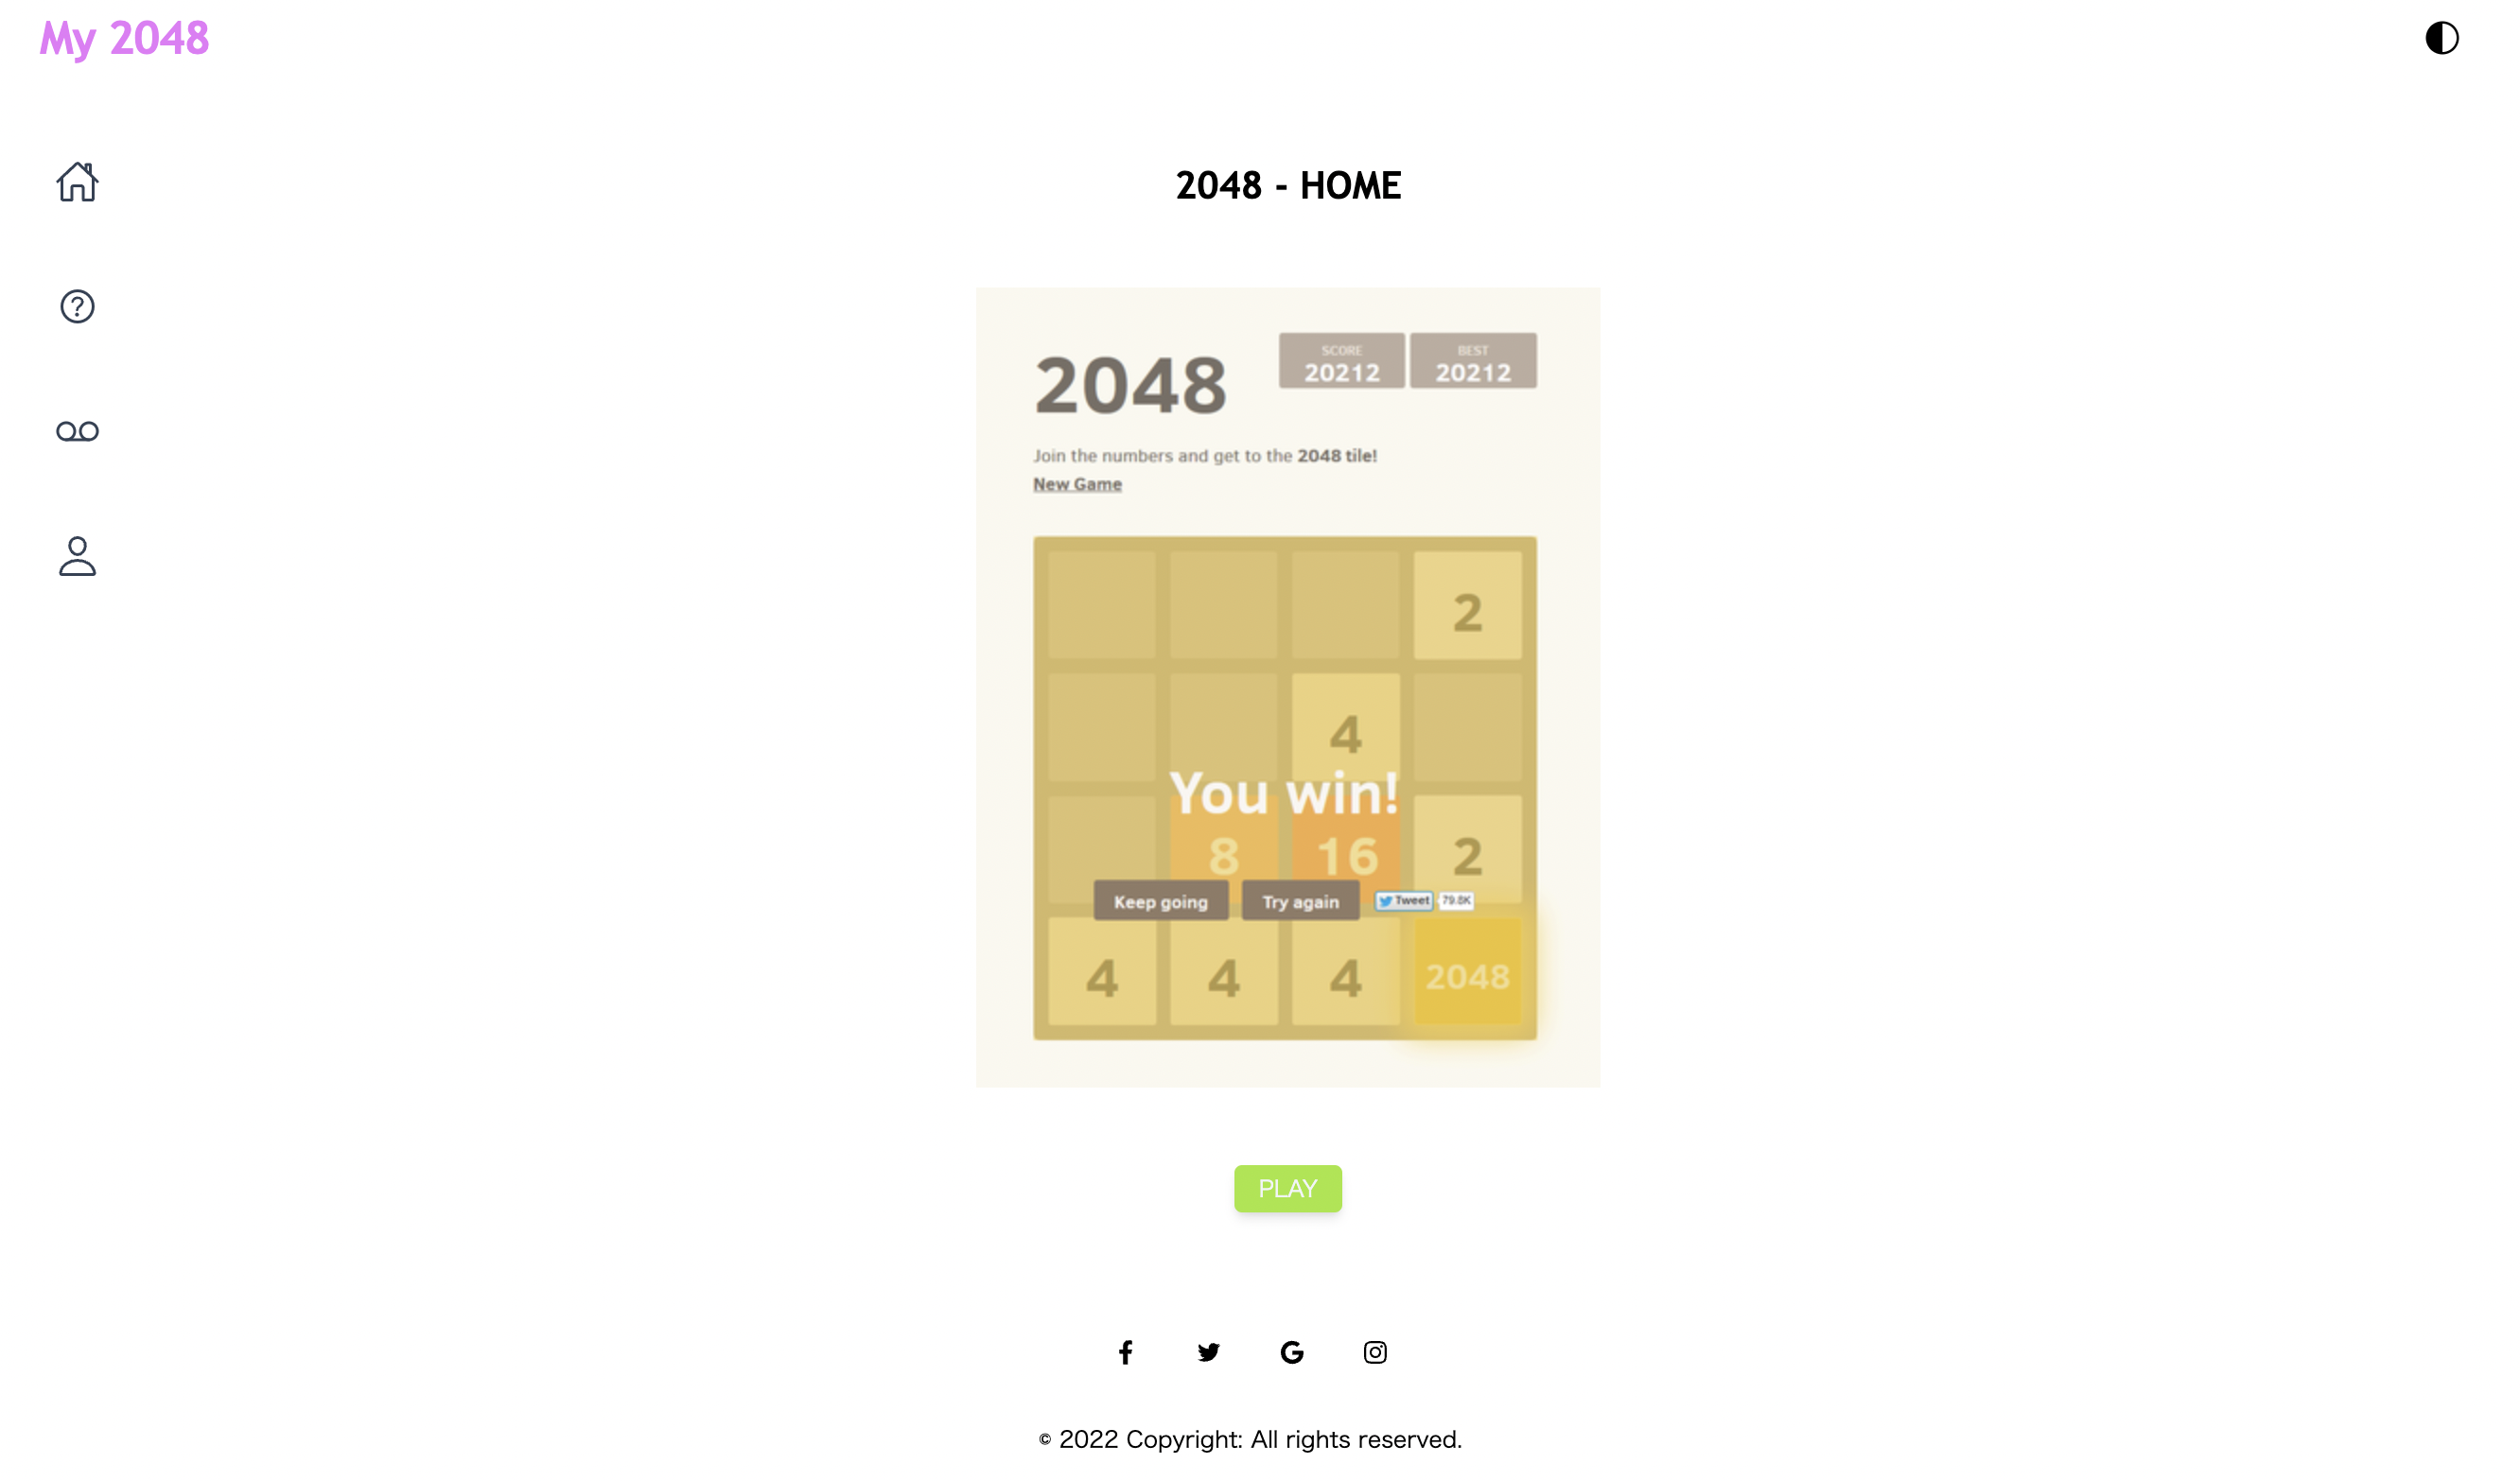 My 2048
2048 - HOME
2048
SCORE
20212
BEST
20212
Join the numbers and get to the 2048 tile!
New Game
2
4
You win!
8 16 2
Keep going Try again Tweet 79.8K
4 4 4 2048
PLAY
© 2022 Copyright: All rights reserved.